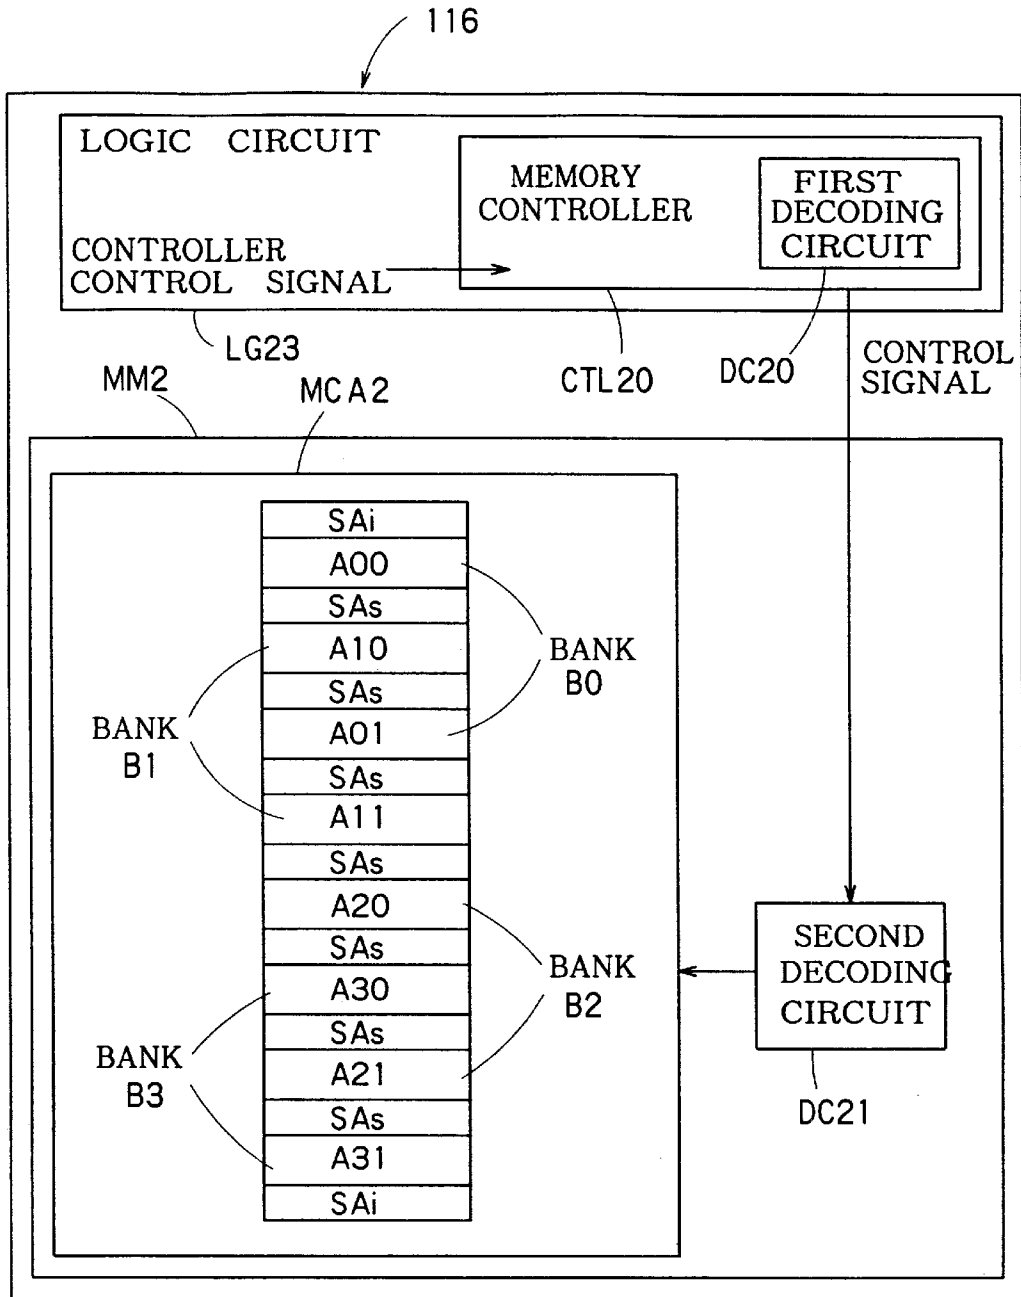 116
LOGIC CIRCUIT
MEMORY
CONTROLLER
FIRST
DECODING
CIRCUIT
CONTROLLER
CONTROL SIGNAL
LG23
CTL20
DC20
CONTROL
SIGNAL
MM2
MCA2
SAi
A00
SAs
A10
SAs
A01
SAs
A11
SAs
A20
SAs
A30
SAs
A21
SAs
A31
SAi
BANK
B0
BANK
B1
BANK
B2
BANK
B3
SECOND
DECODING
CIRCUIT
DC21